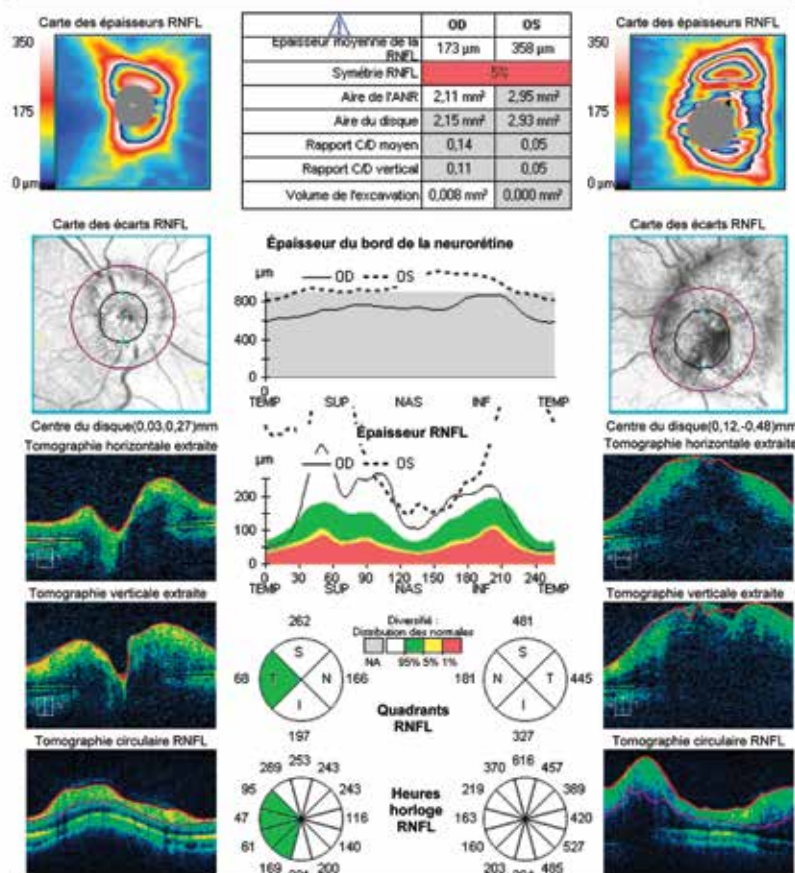 Carte des épaisseurs RNFL
350
175
0 µm
OD OS
Epaisseur moyenne de la RNFL 173 µm 358 µm
Symétrie RNFL 5%
Aire de l'ANR 2,11 mm² 2,95 mm²
Aire du disque 2,15 mm² 2,93 mm²
Rapport C/D moyen 0,14 0,05
Rapport C/D vertical 0,11 0,05
Volume de l'excavation 0,008 mm³ 0,000 mm³
Carte des épaisseurs RNFL
350
175
0 µm
Carte des écarts RNFL
Centre du disque(0,03,0,27)mm
Épaisseur du bord de la neurorétine
µm
OD OS
800
400
0
0
TEMP SUP NAS INF TEMP
Carte des écarts RNFL
Centre du disque(0,12,-0,48)mm
Tomographie horizontale extraite
Épaisseur RNFL
µm
OD OS
200
100
0
0 30 60 90 120 150 180 210 240
TEMP SUP NAS INF TEMP
Tomographie horizontale extraite
Tomographie verticale extraite
Diversifié :
Distribution des normales
NA 95% 5% 1%
262
S
68 T N 166
I
197
Quadrants
RNFL
481
S
181 N T 445
I
327
Tomographie verticale extraite
Tomographie circulaire RNFL
253
289 243
95 243
47 116
61 140
169 200
Heures
horloge
RNFL
616
370 457
219 389
163 420
160 527
203 485
Tomographie circulaire RNFL